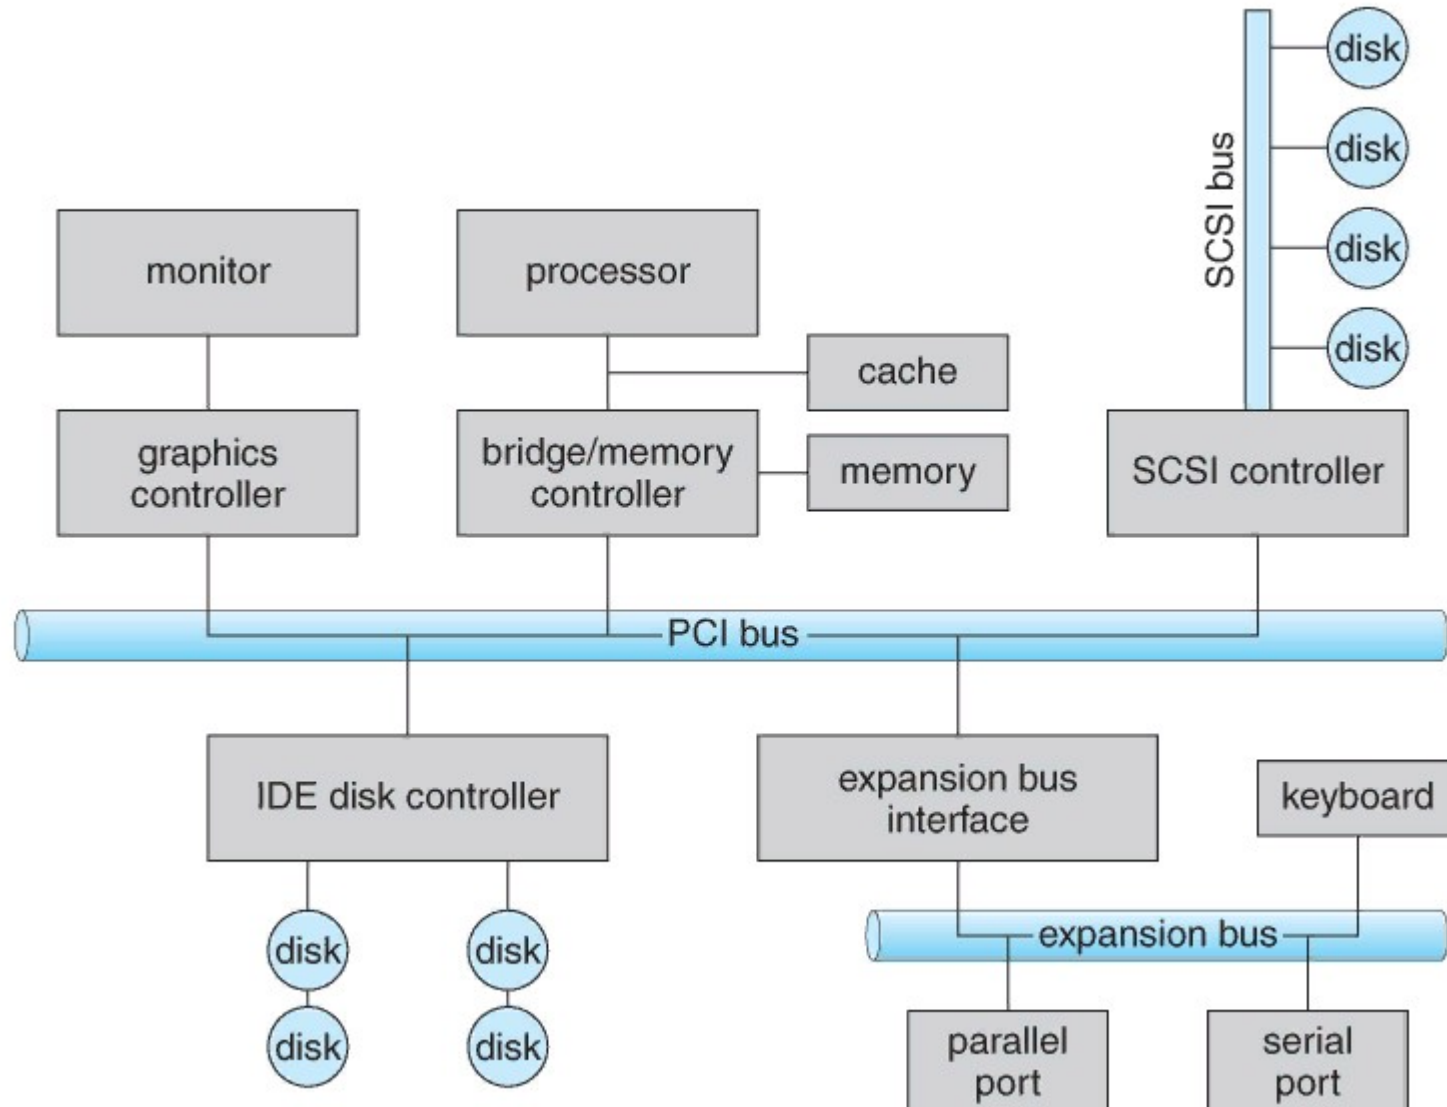 disk
disk
SCSI bus
disk
disk
monitor
processor
cache
graphics
controller
bridge/memory
controller
memory
SCSI controller
PCI bus
IDE disk controller
expansion bus
interface
keyboard
disk
disk
expansion bus
disk
disk
parallel
port
serial
port